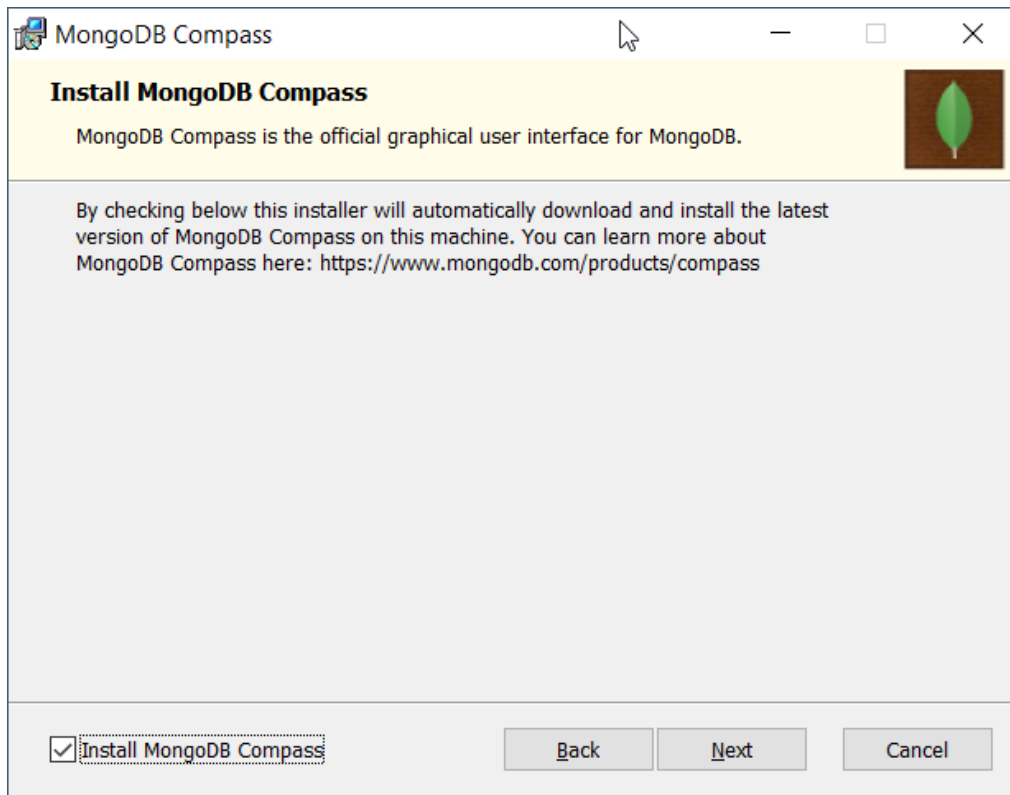 MongoDB Compass
Install MongoDB Compass
MongoDB Compass is the official graphical user interface for MongoDB.
By checking below this installer will automatically download and install the latest
version of MongoDB Compass on this machine. You can learn more about
MongoDB Compass here: https://www.mongodb.com/products/compass
Install MongoDB Compass
Back
Next
Cancel